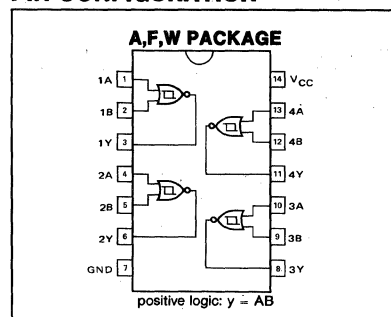 A,F,W PACKAGE
1A 1
1B 2
1Y 3
2A 4
2B 5
2Y 6
GND 7
14 VCC
13 4A
12 4B
11 4Y
10 3A
9 3B
8 3Y
positive logic: y = AB